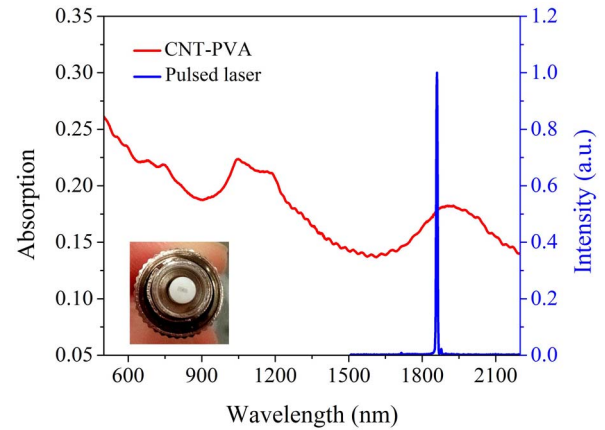 0.35
0.30
0.25
0.20
0.15
0.10
0.05
Absorption
CNT-PVA
Pulsed laser
1.2
1.0
0.8
0.6
0.4
0.2
0.0
Intensity (a.u.)
600 900 1200 1500 1800 2100
Wavelength (nm)